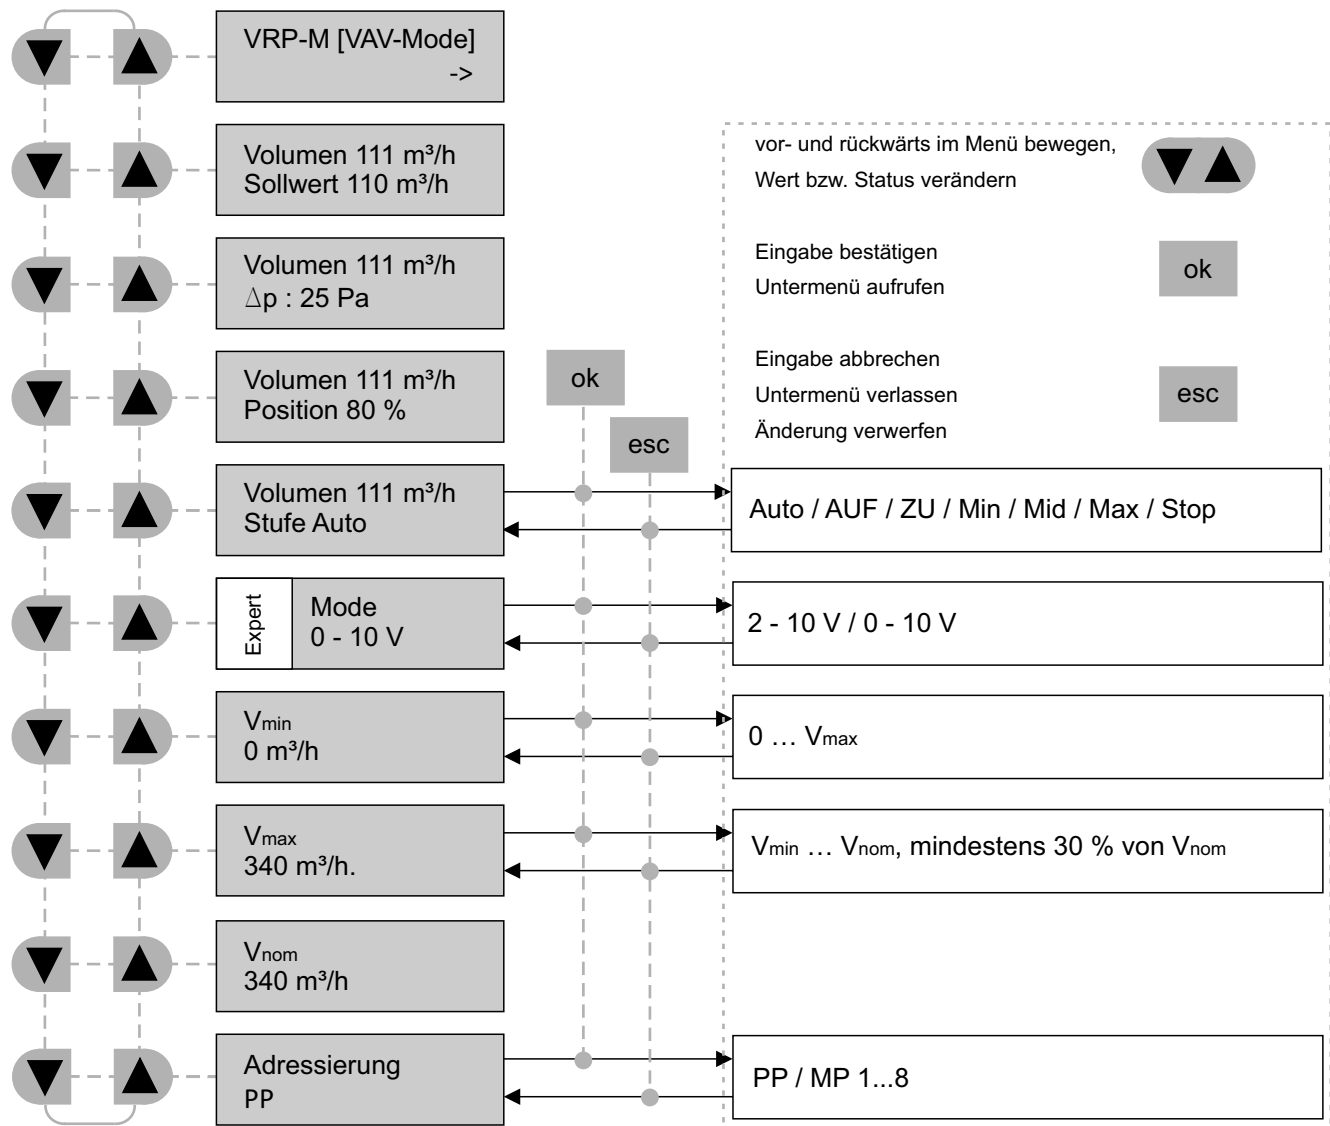 VRP-M [VAV-Mode]
->
Volumen 111 m³/h
Sollwert 110 m³/h
Volumen 111 m³/h
Δp : 25 Pa
Volumen 111 m³/h
Position 80 %
Volumen 111 m³/h
Stufe Auto
Expert
Mode
0 - 10 V
Vmin
0 m³/h
Vmax
340 m³/h.
Vnom
340 m³/h
Adressierung
PP
ok
esc
vor- und rückwärts im Menü bewegen,
Wert bzw. Status verändern
Eingabe bestätigen
Untermenü aufrufen
ok
Eingabe abbrechen
Untermenü verlassen
Änderung verwerfen
esc
Auto / AUF / ZU / Min / Mid / Max / Stop
2 - 10 V / 0 - 10 V
0 … Vmax
Vmin … Vnom, mindestens 30 % von Vnom
PP / MP 1...8